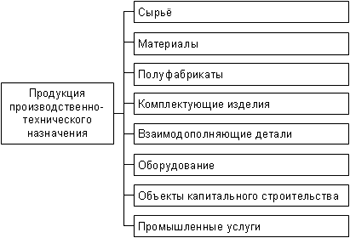 Сырьё
Материалы
Полуфабрикаты
Продукция
производственно-
технического
назначения
Комплектующие изделия
Взаимодополняющие детали
Оборудование
Объекты капитального строительства
Промышленные услуги